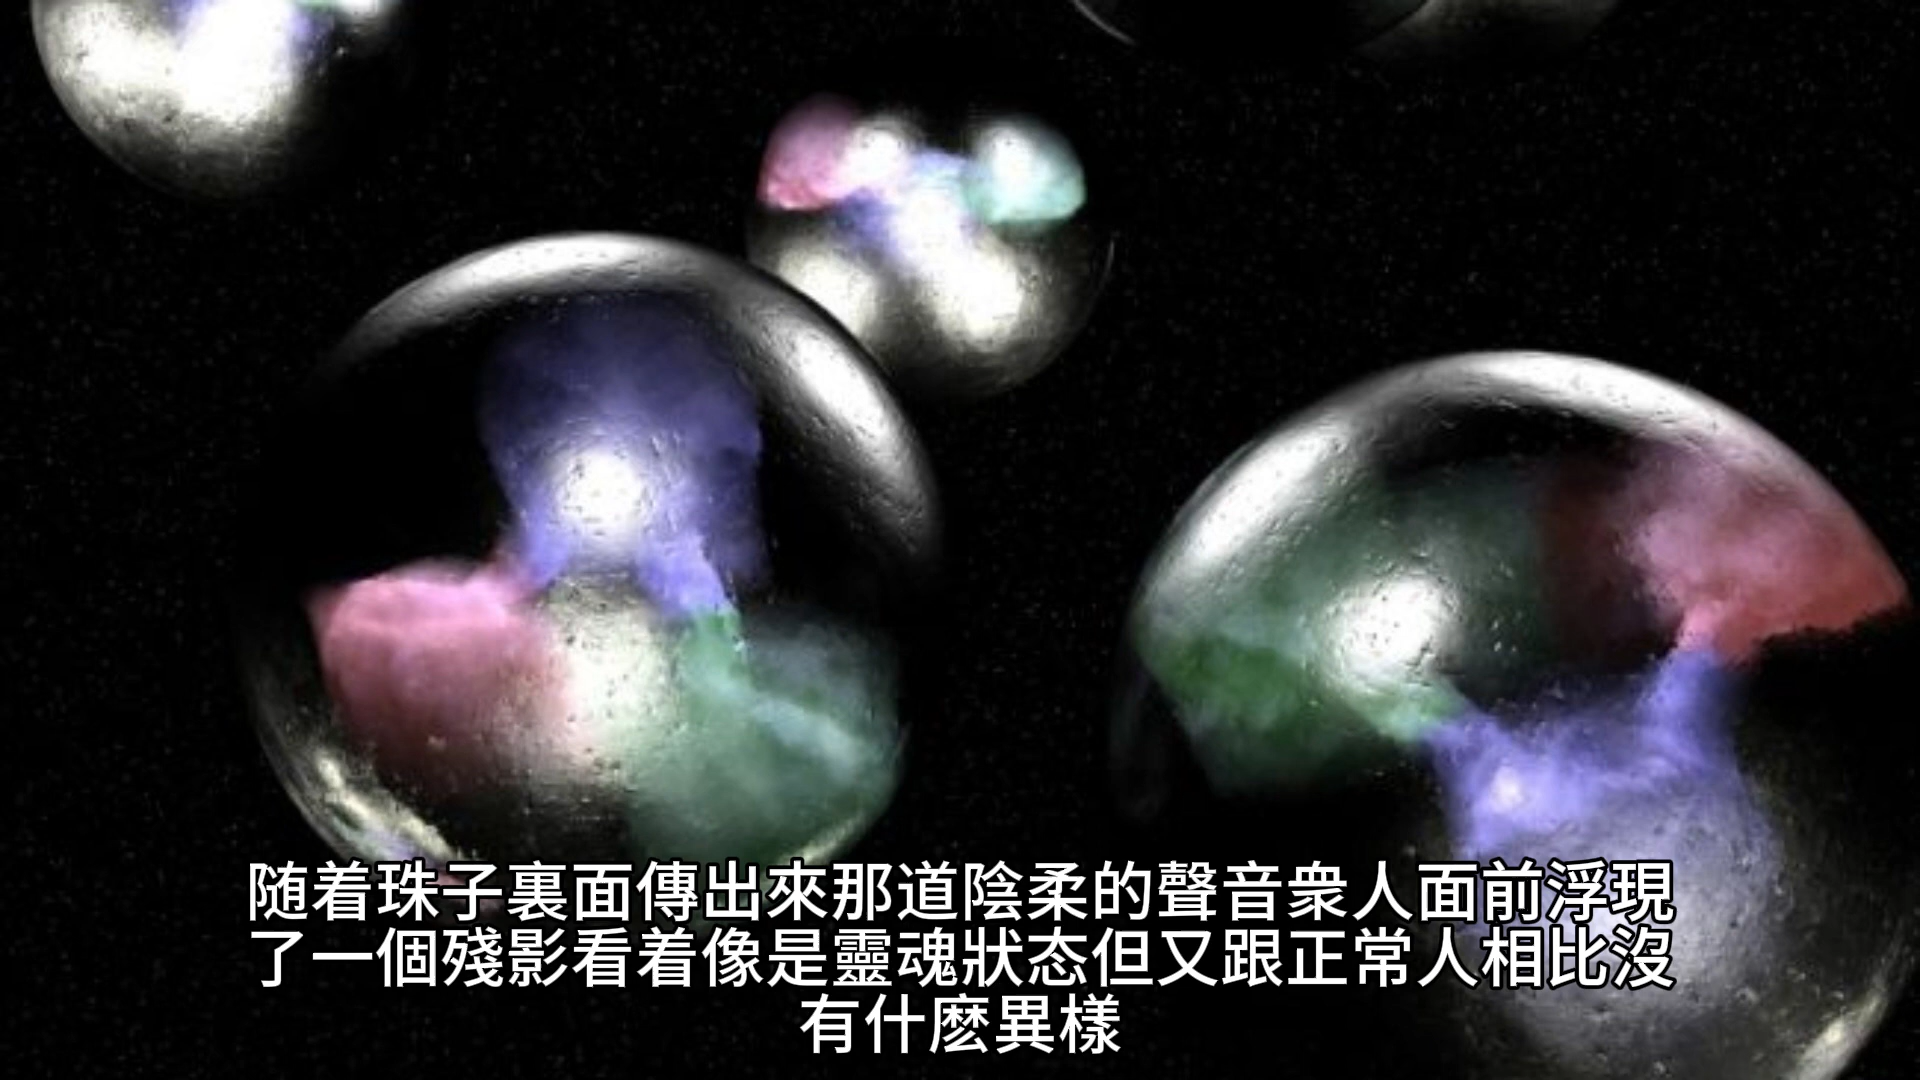 随着珠子裏面傳出來那道陰柔的聲音衆人面前浮現
了一個殘影看着像是靈魂狀态但又跟正常人相比沒
有什麽異樣